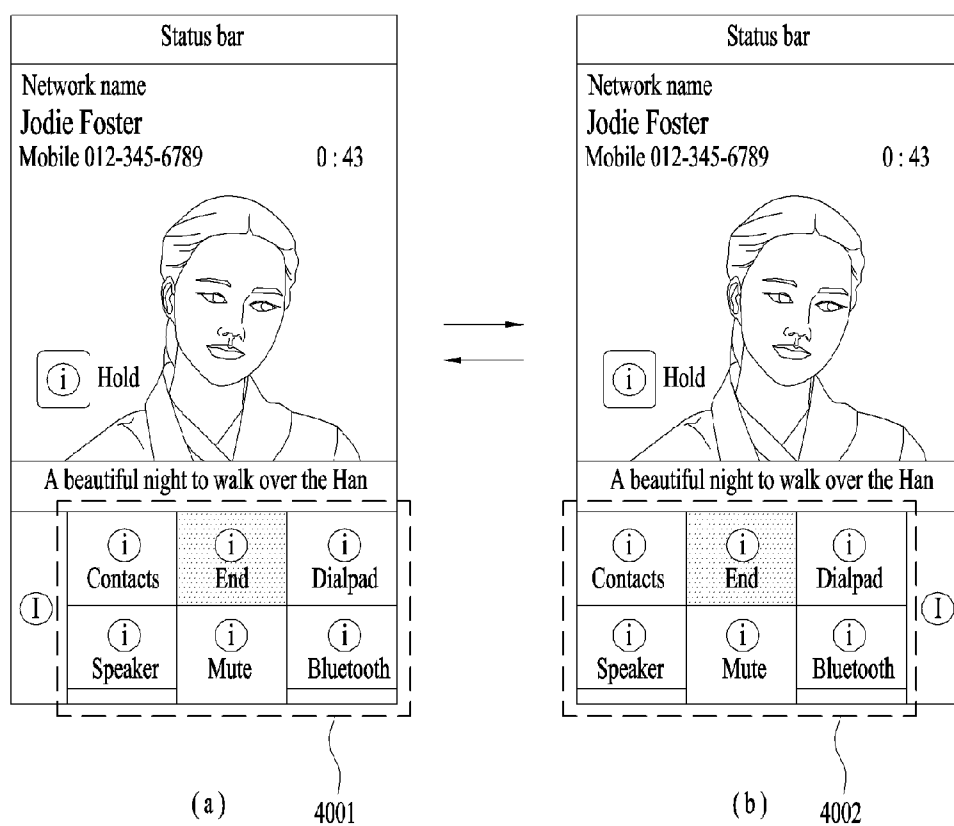 Status bar
Network name
Jodie Foster
Mobile 012-345-6789 0 : 43
i Hold
A beautiful night to walk over the Han
i i i
Contacts End Dialpad
I
i i i
Speaker Mute Bluetooth
(a)
4001
Status bar
Network name
Jodie Foster
Mobile 012-345-6789 0 : 43
i Hold
A beautiful night to walk over the Han
i i i
Contacts End Dialpad
I
i i i
Speaker Mute Bluetooth
(b)
4002